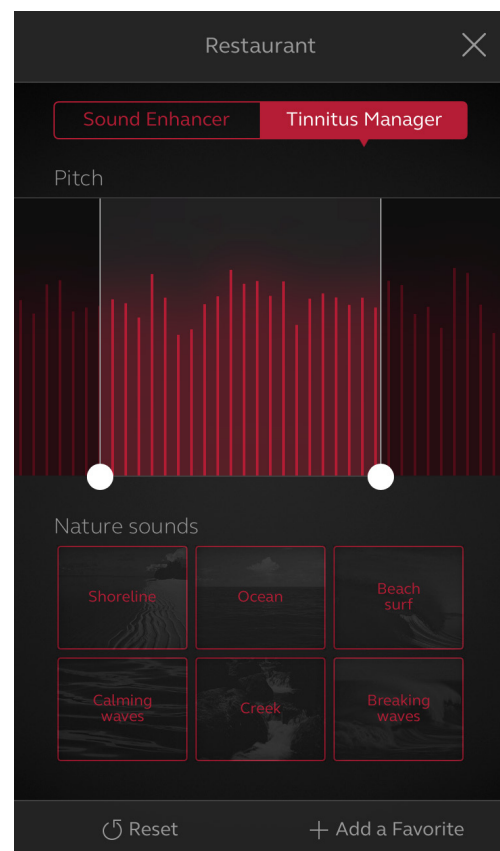 Restaurant
Sound Enhancer
Tinnitus Manager
Pitch
Nature sounds
Shoreline
Ocean
Beach
surf
Calming
waves
Creek
Breaking
waves
Reset
Add a Favorite